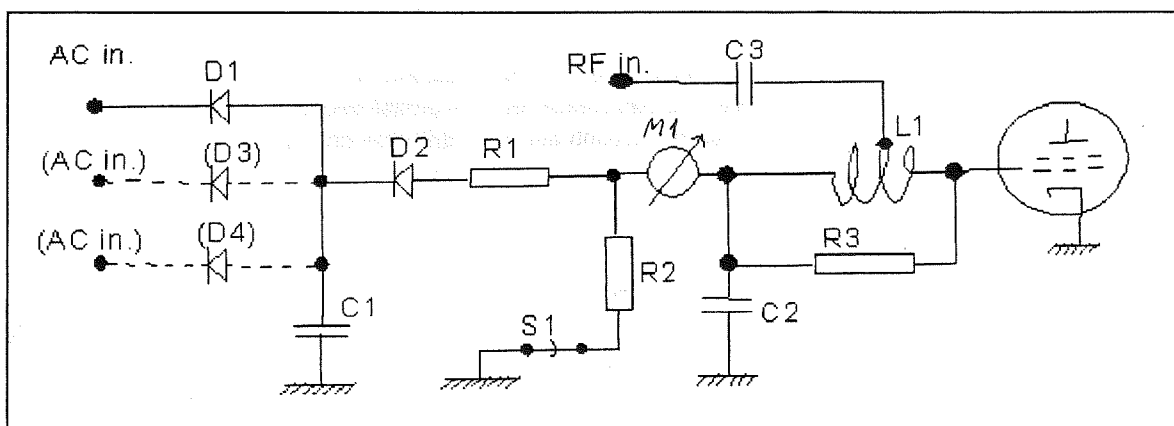 AC in.
D1
RF in.
C3
M1
L1
(AC in.)
(D3)
D2
R1
(AC in.)
(D4)
R2
R3
C1
S1
C2